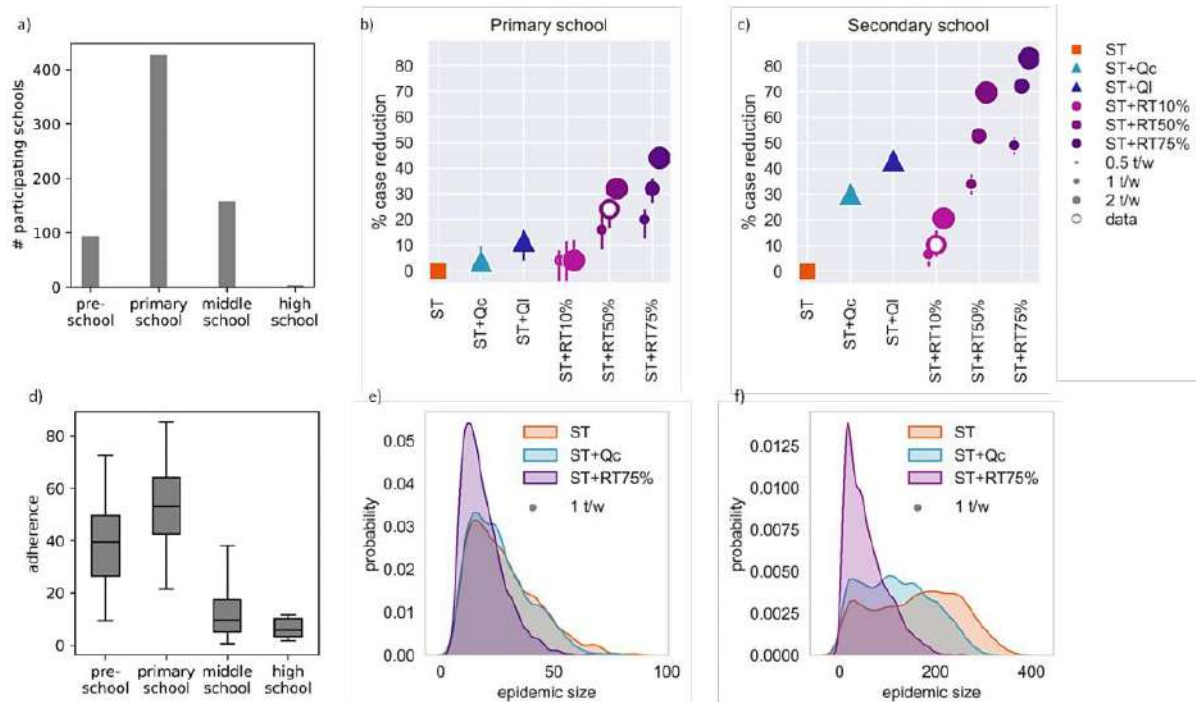 a)
# participating schools
400
300
200
100
0
pre-
school
primary
school
middle
school
high
school
b)
Primary school
% case reduction
80
70
60
50
40
30
20
10
0
ST
ST+Qc
ST+QI
ST+RT10%
ST+RT50%
ST+RT75%
c)
Secondary school
% case reduction
80
70
60
50
40
30
20
10
0
ST
ST+Qc
ST+QI
ST+RT10%
ST+RT50%
ST+RT75%
ST
ST+Qc
ST+QI
ST+RT10%
ST+RT50%
ST+RT75%
0.5 t/w
1 t/w
2 t/w
data
d)
adherence
80
60
40
20
0
pre-
school
primary
school
middle
school
high
school
e)
probability
0.05
0.04
0.03
0.02
0.01
0.00
0
50
100
epidemic size
ST
ST+Qc
ST+RT75%
1 t/w
f)
probability
0.0125
0.0100
0.0075
0.0050
0.0025
0.0000
0
200
400
epidemic size
ST
ST+Qc
ST+RT75%
1 t/w